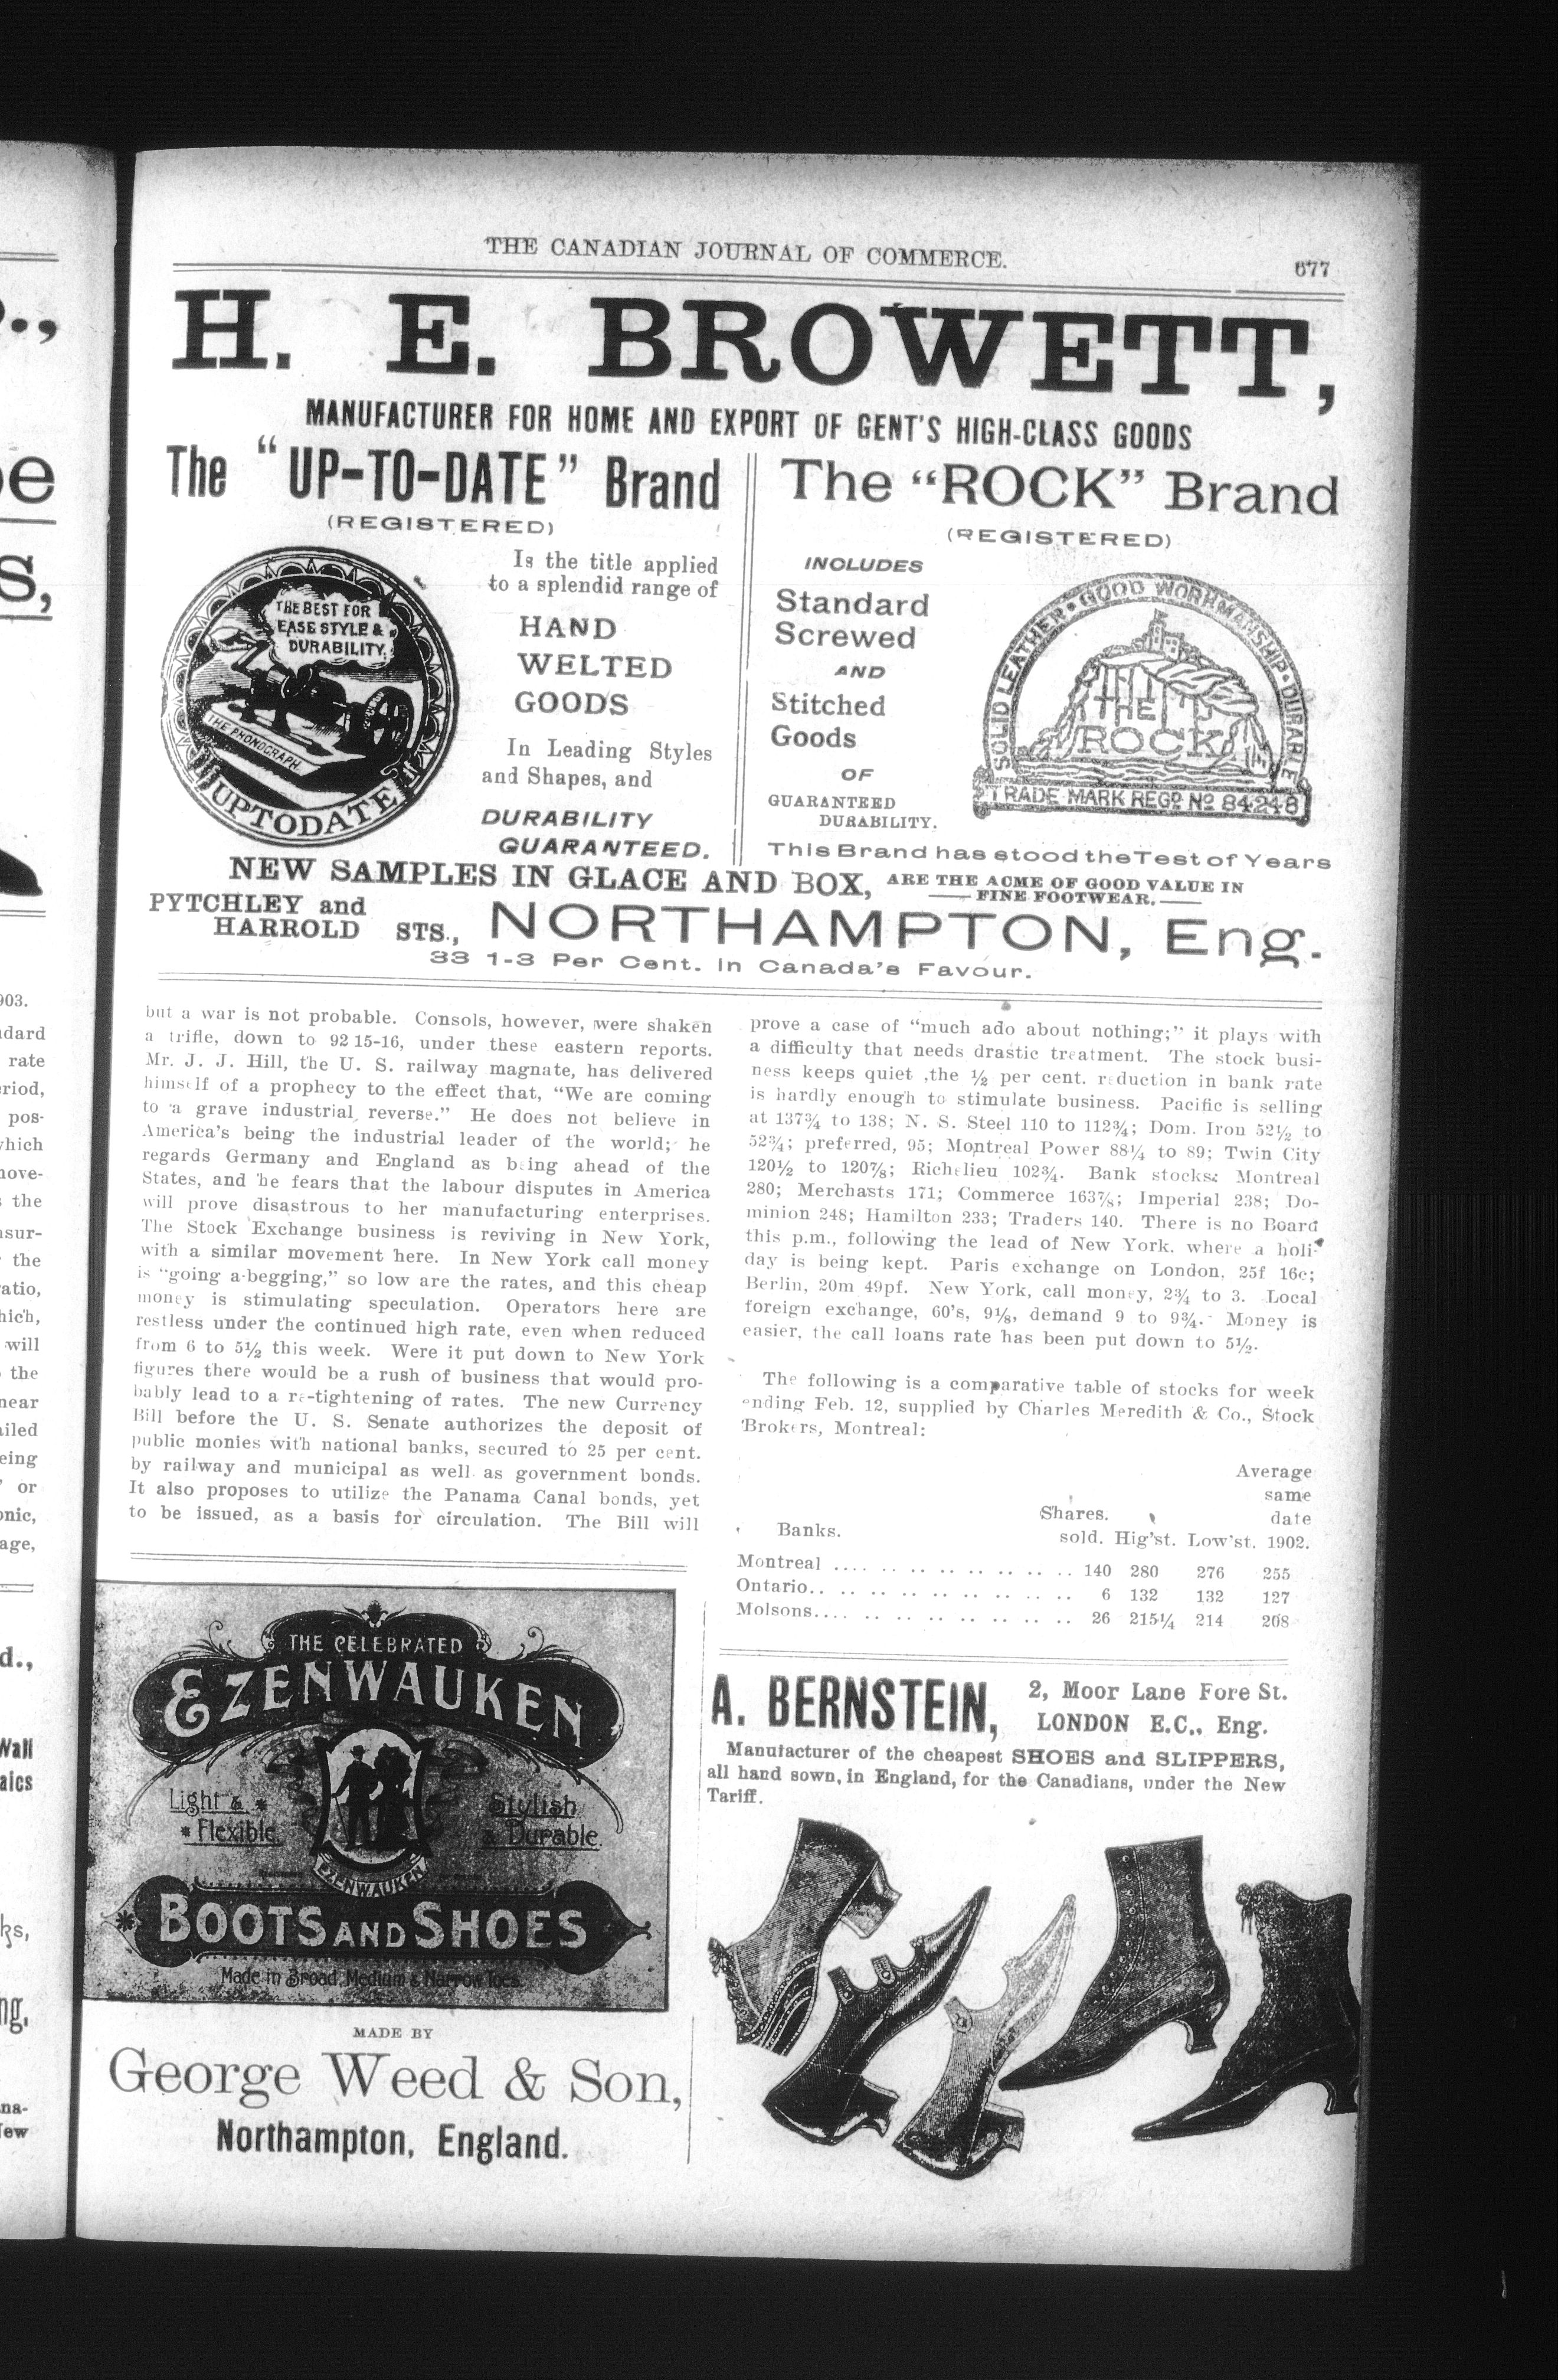 THE CANADIAN JOURNAL OF COMMERCE.
677
H. E. BROWETT,
MANUFACTURER FOR HOME AND EXPORT OF GENT'S HIGH-CLASS GOODS
The "UP-TO-DATE" Brand
(REGISTERED)
THE BEST FOR
EASE STYLE &
DURABILITY.
THE PHONOGRAPH.
UPTODATE
Is the title applied
to a splendid range of
HAND
WELTED
GOODS
In Leading Styles
and Shapes, and
DURABILITY
GUARANTEED.
The "ROCK" Brand
(REGISTERED)
INCLUDES
Standard
Screwed
AND
Stitched
Goods
OF
GUARANTEED
DURABILITY.
SOLID LEATHER • GOOD WORKMANSHIP • DURABLE
THE
ROCK
TRADE MARK REGD No 84248
This Brand has stood the Test of Years
NEW SAMPLES IN GLACE AND BOX, ARE THE ACME OF GOOD VALUE IN
FINE FOOTWEAR.
PYTCHLEY and
HARROLD STS., NORTHAMPTON, Eng.
33 1-3 Per Cent. in Canada's Favour.
but a war is not probable. Consols, however, were shaken
a trifle, down to 92 15-16, under these eastern reports.
Mr. J. J. Hill, the U. S. railway magnate, has delivered
himself of a prophecy to the effect that, "We are coming
to a grave industrial reverse." He does not believe in
America's being the industrial leader of the world; he
regards Germany and England as being ahead of the
States, and he fears that the labour disputes in America
will prove disastrous to her manufacturing enterprises.
The Stock Exchange business is reviving in New York,
with a similar movement here. In New York call money
is "going a-begging," so low are the rates, and this cheap
money is stimulating speculation. Operators here are
restless under the continued high rate, even when reduced
from 6 to 5½ this week. Were it put down to New York
figures there would be a rush of business that would pro-
bably lead to a re-tightening of rates. The new Currency
Bill before the U. S. Senate authorizes the deposit of
public monies with national banks, secured to 25 per cent.
by railway and municipal as well as government bonds.
It also proposes to utilize the Panama Canal bonds, yet
to be issued, as a basis for circulation. The Bill will
prove a case of "much ado about nothing;" it plays with
a difficulty that needs drastic treatment. The stock busi-
ness keeps quiet ,the ½ per cent. reduction in bank rate
is hardly enough to stimulate business. Pacific is selling
at 137¾ to 138; N. S. Steel 110 to 112¾; Dom. Iron 52½ to
52¾; preferred, 95; Montreal Power 88¼ to 89; Twin City
120½ to 120⅞; Richelieu 102¾. Bank stocks: Montreal
280; Merchasts 171; Commerce 163⅞; Imperial 238; Do-
minion 248; Hamilton 233; Traders 140. There is no Board
this p.m., following the lead of New York. where a holi-
day is being kept. Paris exchange on London, 25f 16c;
Berlin, 20m 49pf. New York, call money, 2¾ to 3. Local
foreign exchange, 60's, 9⅛, demand 9 to 9¾. Money is
easier, the call loans rate has been put down to 5½.
The following is a comparative table of stocks for week
ending Feb. 12, supplied by Charles Meredith & Co., Stock
Brokers, Montreal:
Average
same
Shares. date
Banks. sold. Hig'st. Low'st. 1902.
Montreal .... .. .. .. .. .. .. .. 140 280 276 255
Ontario.. .. .. .. .. .. .. .. .. 6 132 132 127
Molsons.... .. .. .. .. .. .. .. .. 26 215¼ 214 208
THE CELEBRATED
EZENWAUKEN
Light &
Flexible.
Stylish
& Durable.
EZENWAUKEN
BOOTS AND SHOES
Made in Broad, Medium & Narrow Toes.
MADE BY
George Weed & Son,
Northampton, England.
A. BERNSTEIN, 2, Moor Lane Fore St.
LONDON E.C., Eng.
Manufacturer of the cheapest SHOES and SLIPPERS,
all hand sown, in England, for the Canadians, under the New
Tariff.